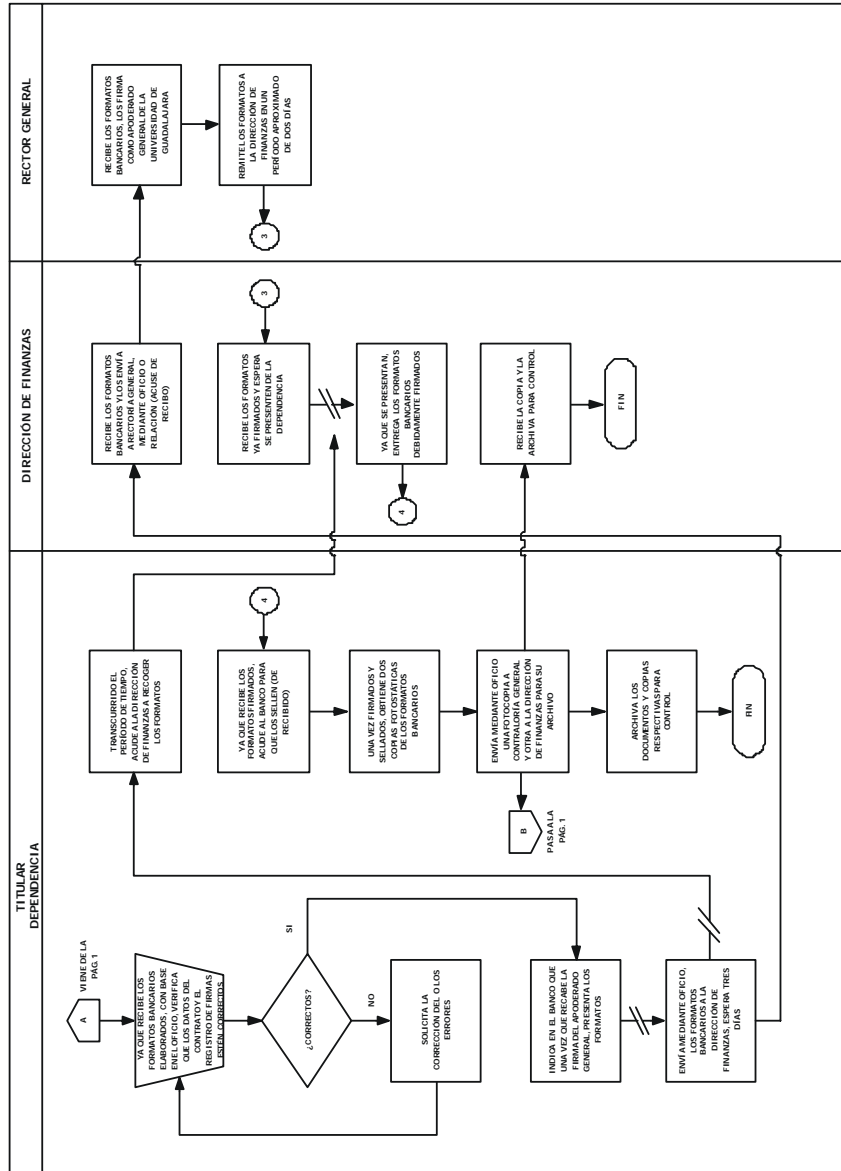 TITULAR
DEPENDENCIA
DIRECCIÓN DE FINANZAS
RECTOR GENERAL
A
VIENE DE LA
PÁG. 1
YA QUE RECIBE LOS
FORMATOS BANCARIOS
ELABORADOS, CON BASE
EN EL OFICIO, VERIFICA
QUE LOS DATOS DEL
CONTRATO Y EL
REGISTRO DE FIRMAS
ESTÉN CORRECTOS
¿CORRECTOS?
SI
NO
SOLICITA LA
CORRECCIÓN DEL O LOS
ERRORES
INDICA EN EL BANCO QUE
UNA VEZ QUE RECABE LA
FIRMA DEL APODERADO
GENERAL, PRESENTA LOS
FORMATOS
ENVÍA MEDIANTE OFICIO,
LOS FORMATOS
BANCARIOS A LA
DIRECCIÓN DE
FINANZAS, ESPERA TRES
DÍAS
TRANSCURRIDO EL
PERÍODO DE TIEMPO,
ACUDE A LA DIRECCIÓN
DE FINANZAS A RECOGER
LOS FORMATOS
4
YA QUE RECIBE LOS
FORMATOS FIRMADOS,
ACUDE AL BANCO PARA
QUE LOS SELLEN (DE
RECIBIDO)
UNA VEZ FIRMADOS Y
SELLADOS, OBTIENE DOS
COPIAS FOTOSTÁTICAS
DE LOS FORMATOS
BANCARIOS
ENVÍA MEDIANTE OFICIO
UNA FOTOCOPIA A
CONTRALORÍA GENERAL
Y OTRA A LA DIRECCIÓN
DE FINANZAS PARA SU
ARCHIVO
B
PASA A LA
PÁG. 1
ARCHIVA LOS
DOCUMENTOS Y COPIAS
RESPECTIVAS PARA
CONTROL
RN
RECIBE LOS FORMATOS
BANCARIOS Y LOS ENVÍA
A RECTORÍA GENERAL,
MEDIANTE OFICIO O
RELACIÓN (ACUSE DE
RECIBO)
3
RECIBE LOS FORMATOS
YA FIRMADOS Y ESPERA
SE PRESENTEN DE LA
DEPENDENCIA
YA QUE SE PRESENTAN,
ENTREGA LOS FORMATOS
BANCARIOS
DEBIDAMENTE FIRMADOS
4
RECIBE LA COPIA Y LA
ARCHIVA PARA CONTROL
FIN
RECIBE LOS FORMATOS
BANCARIOS, LOS FIRMA
COMO APODERADO
GENERAL DE LA
UNIVERSIDAD DE
GUADALAJARA
REMITE LOS FORMATOS A
LA DIRECCIÓN DE
FINANZAS EN UN
PERÍODO APROXIMADO
DE DOS DÍAS
3